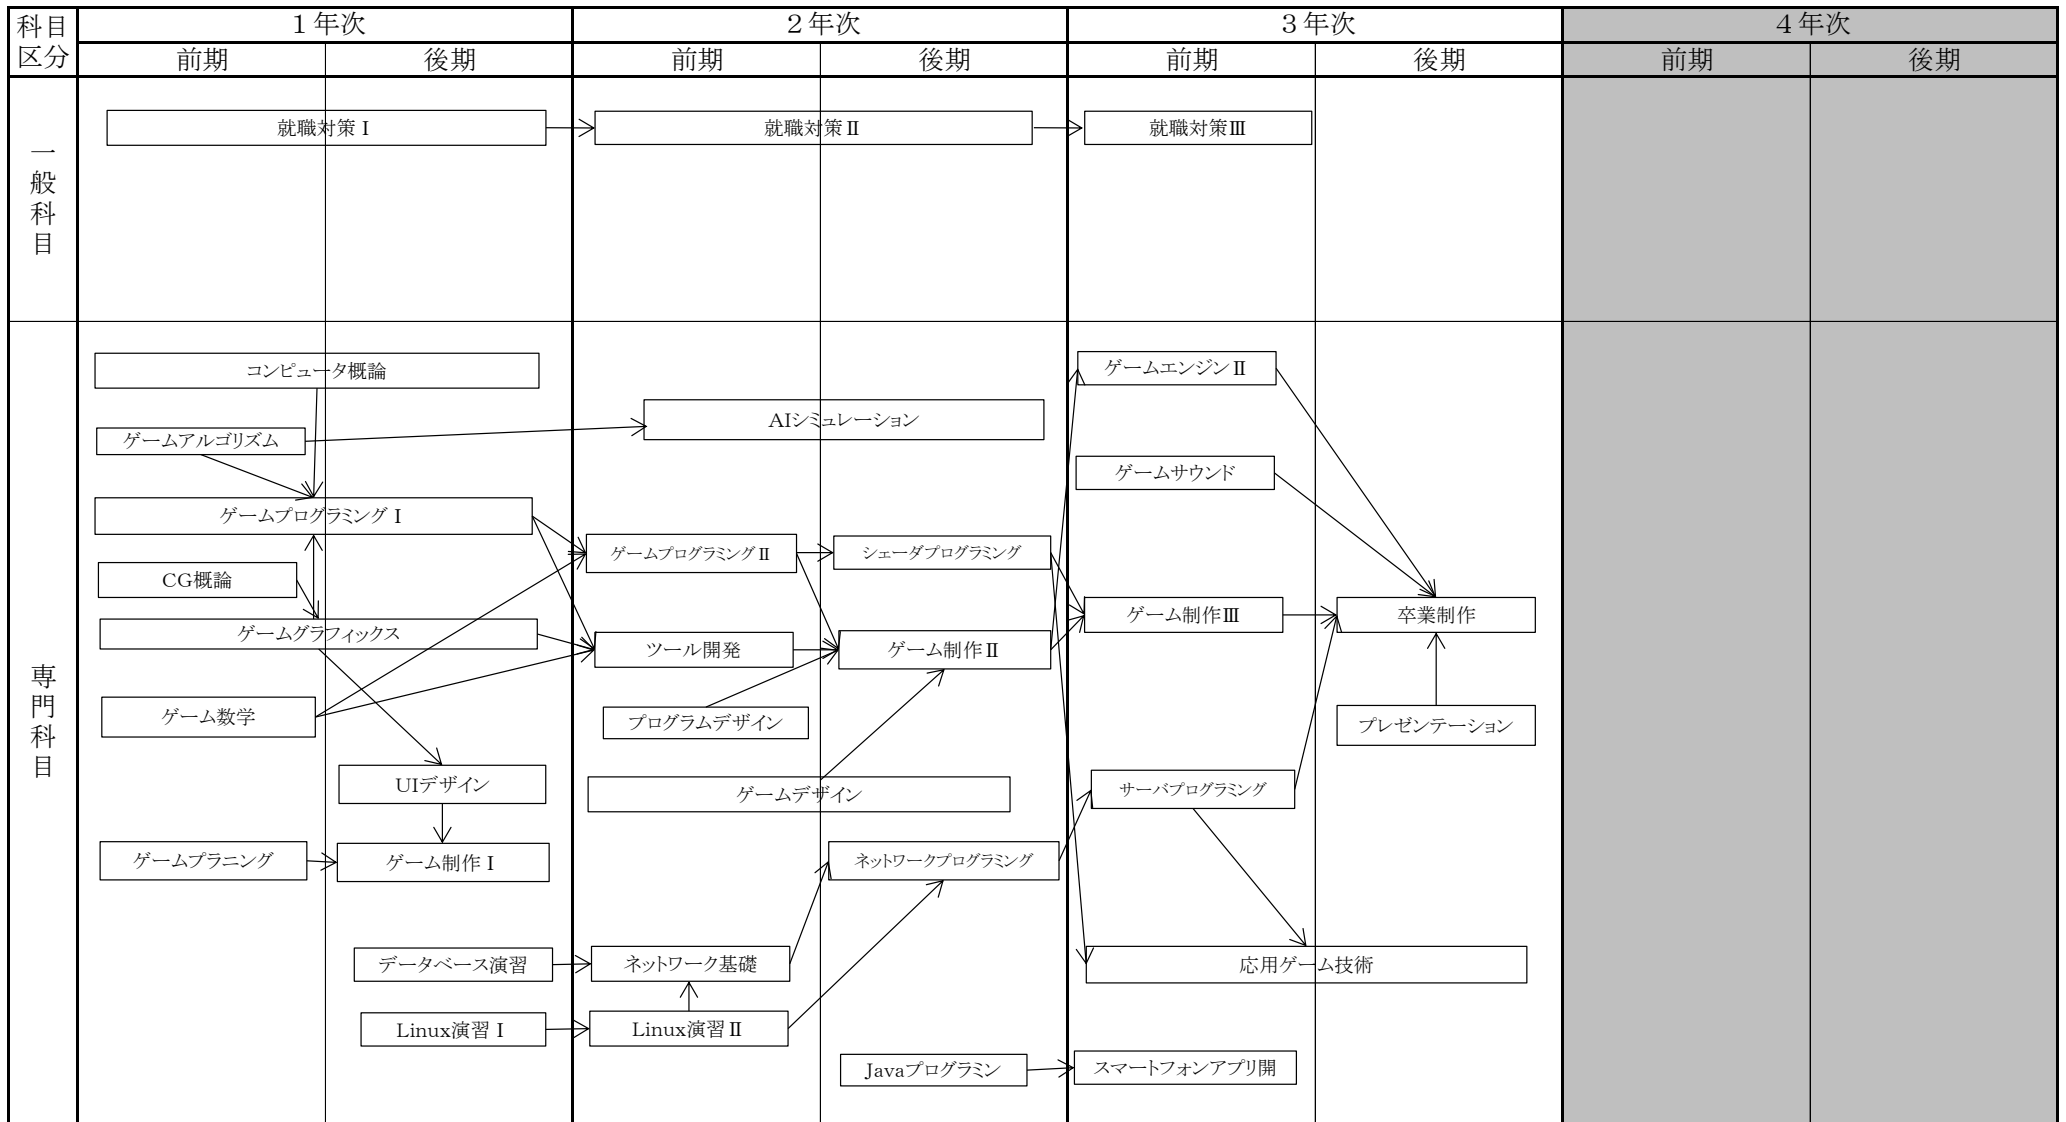 科目
区分
１年次
２年次
３年次
４年次
前期
後期
前期
後期
前期
後期
前期
後期
一般科目
就職対策Ⅰ
就職対策Ⅱ
就職対策Ⅲ
専門科目
コンピュータ概論
ゲームエンジンⅡ
AIシミュレーション
ゲームアルゴリズム
ゲームサウンド
ゲームプログラミングⅠ
ゲームプログラミングⅡ
シェーダプログラミング
CG概論
ゲーム制作Ⅲ
卒業制作
ゲームグラフィックス
ツール開発
ゲーム制作Ⅱ
ゲーム数学
プログラムデザイン
プレゼンテーション
UIデザイン
ゲームデザイン
サーバプログラミング
ゲームプラニング
ゲーム制作Ⅰ
ネットワークプログラミング
データベース演習
ネットワーク基礎
応用ゲーム技術
Linux演習Ⅰ
Linux演習Ⅱ
Javaプログラミン
スマートフォンアプリ開